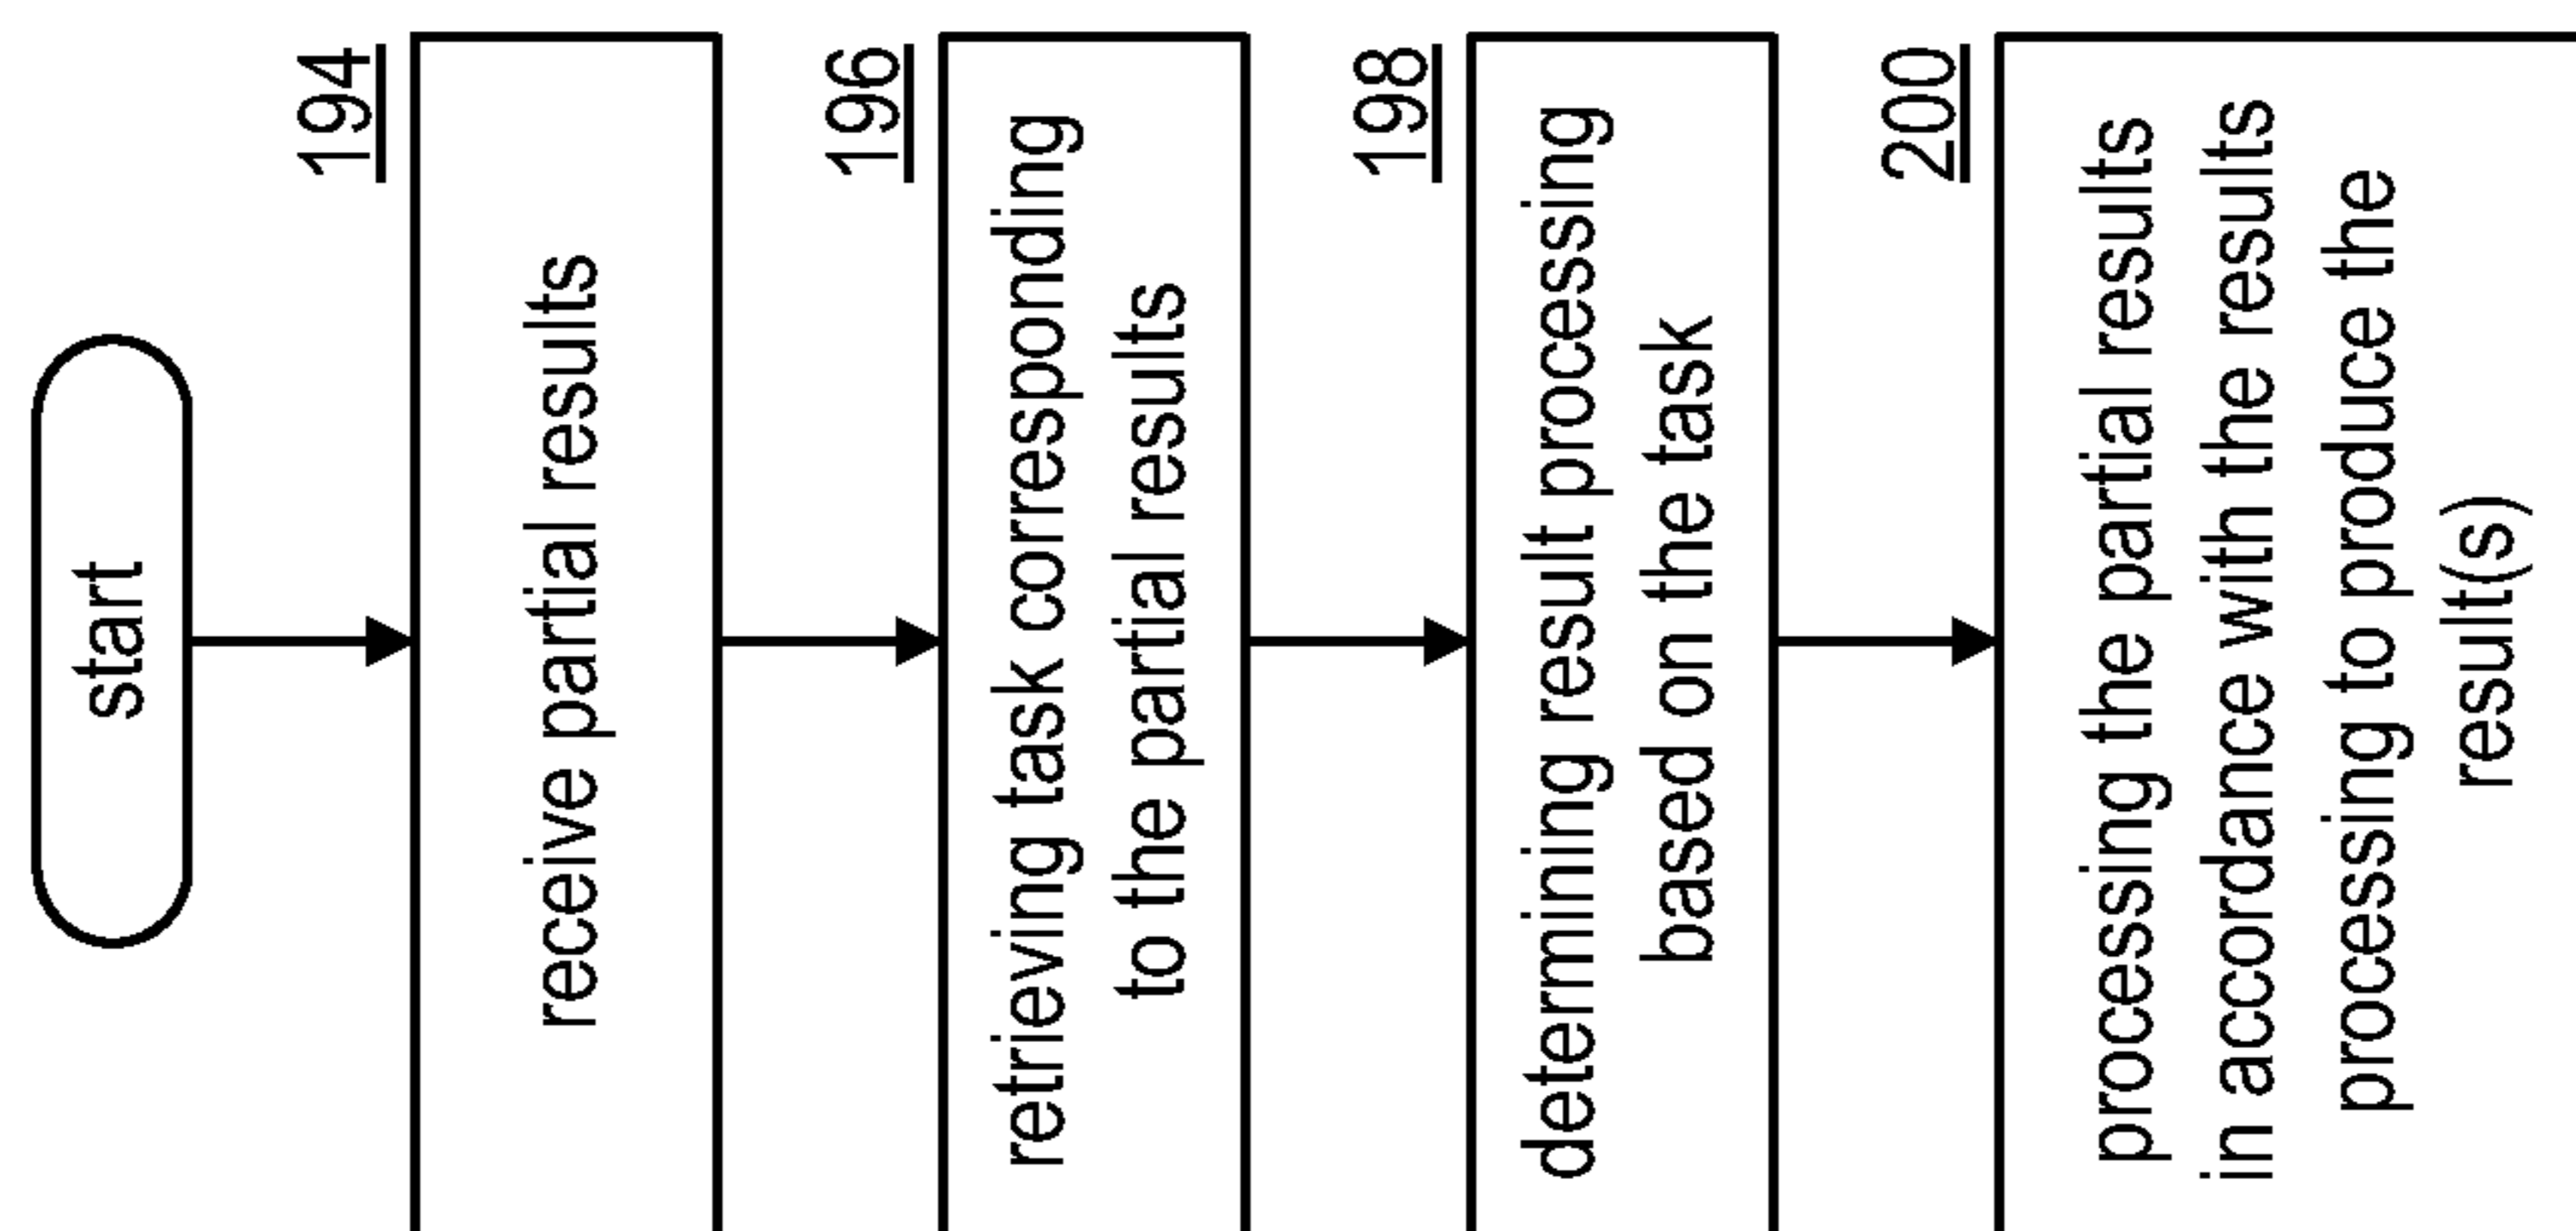 start
194
receive partial results
196
retrieving task corresponding
to the partial results
198
determining result processing
based on the task
200
processing the partial results
in accordance with the results
processing to produce the
result(s)